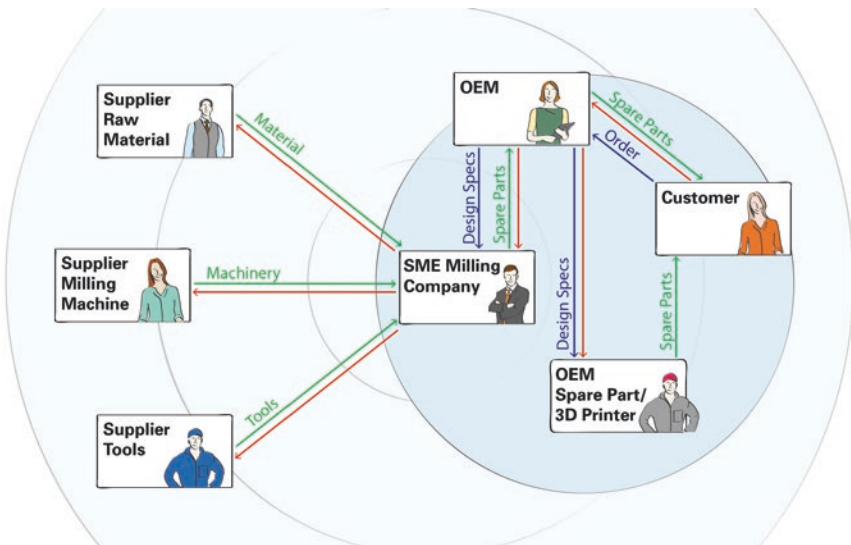 Supplier
Raw
Material
Material
OEM
Spare Parts
Order
Customer
Design Specs
Spare Parts
Supplier
Milling
Machine
Machinery
SME Milling
Company
Design Specs
Spare Parts
OEM
Spare Part/
3D Printer
Tools
Supplier
Tools